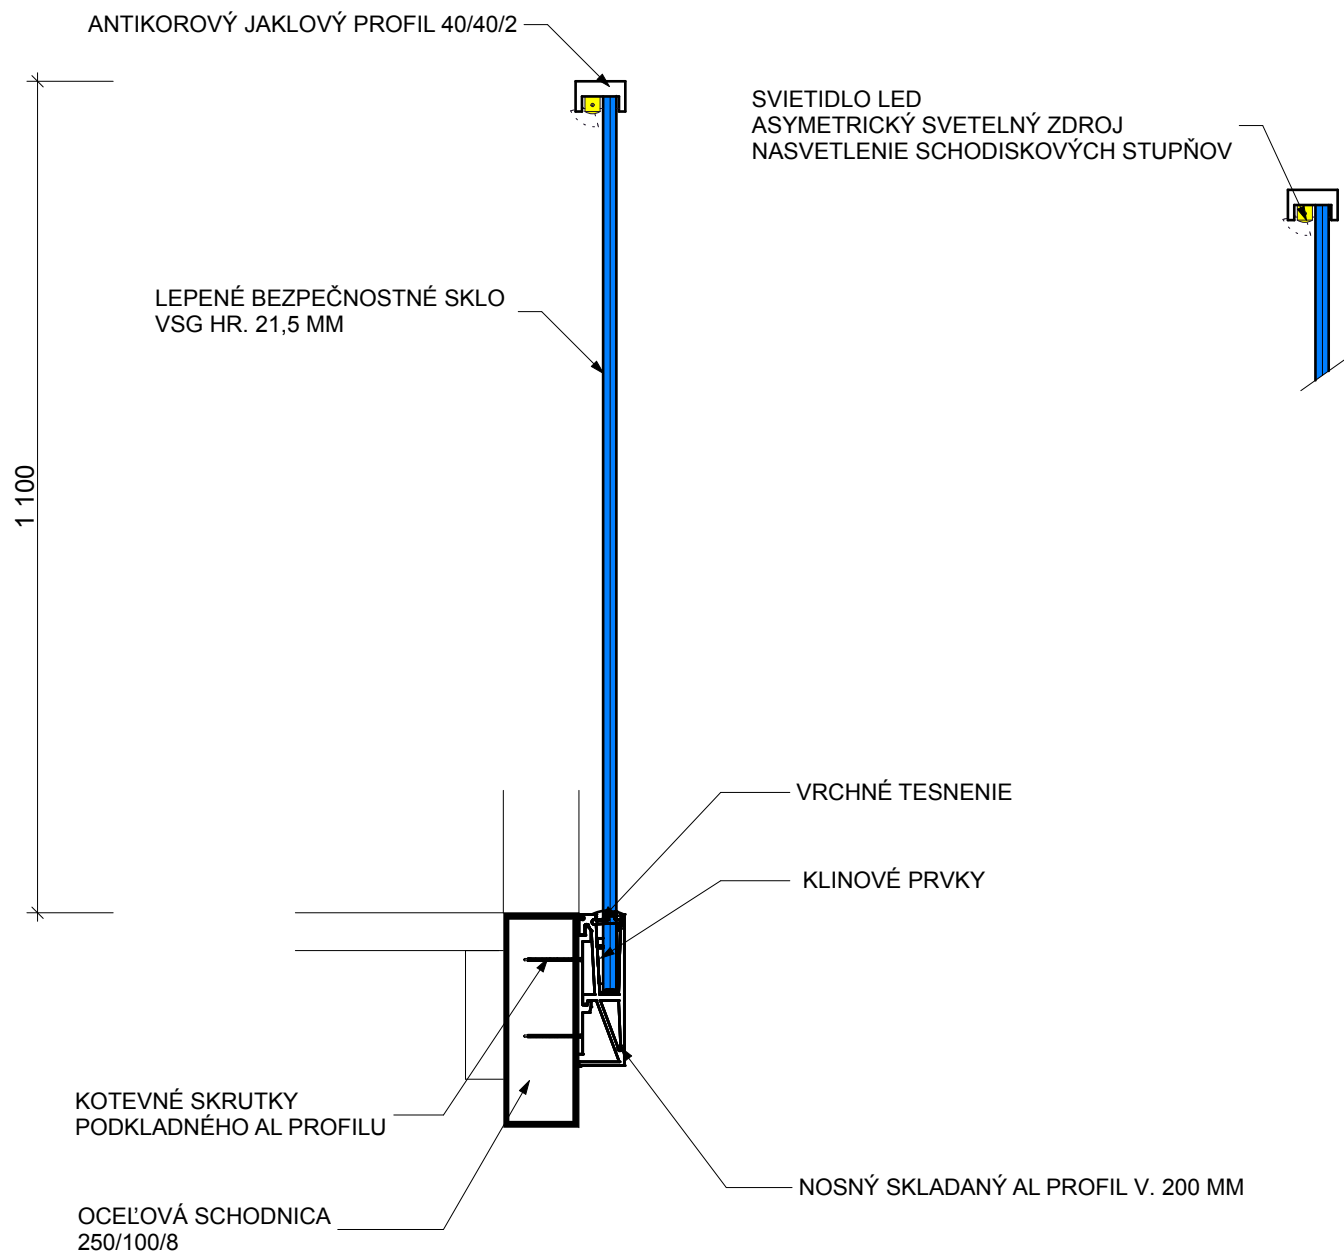 ANTIKOROVÝ JAKLOVÝ PROFIL 40/40/2
SVIETIDLO LED
ASYMETRICKÝ SVETELNÝ ZDROJ
NASVETLENIE SCHODISKOVÝCH STUPŇOV
LEPENÉ BEZPEČNOSTNÉ SKLO
VSG HR. 21,5 MM
1 100
VRCHNÉ TESNENIE
KLINOVÉ PRVKY
KOTEVNÉ SKRUTKY
PODKLADNÉHO AL PROFILU
NOSNÝ SKLADANÝ AL PROFIL V. 200 MM
OCEĽOVÁ SCHODNICA
250/100/8